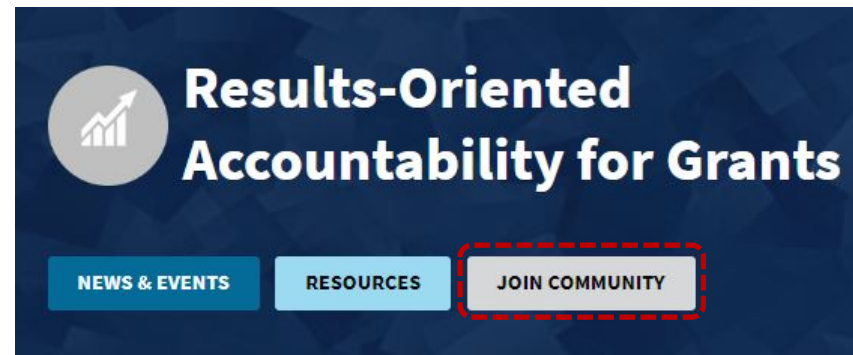 Results-Oriented
Accountability for Grants
NEWS & EVENTS
RESOURCES
JOIN COMMUNITY